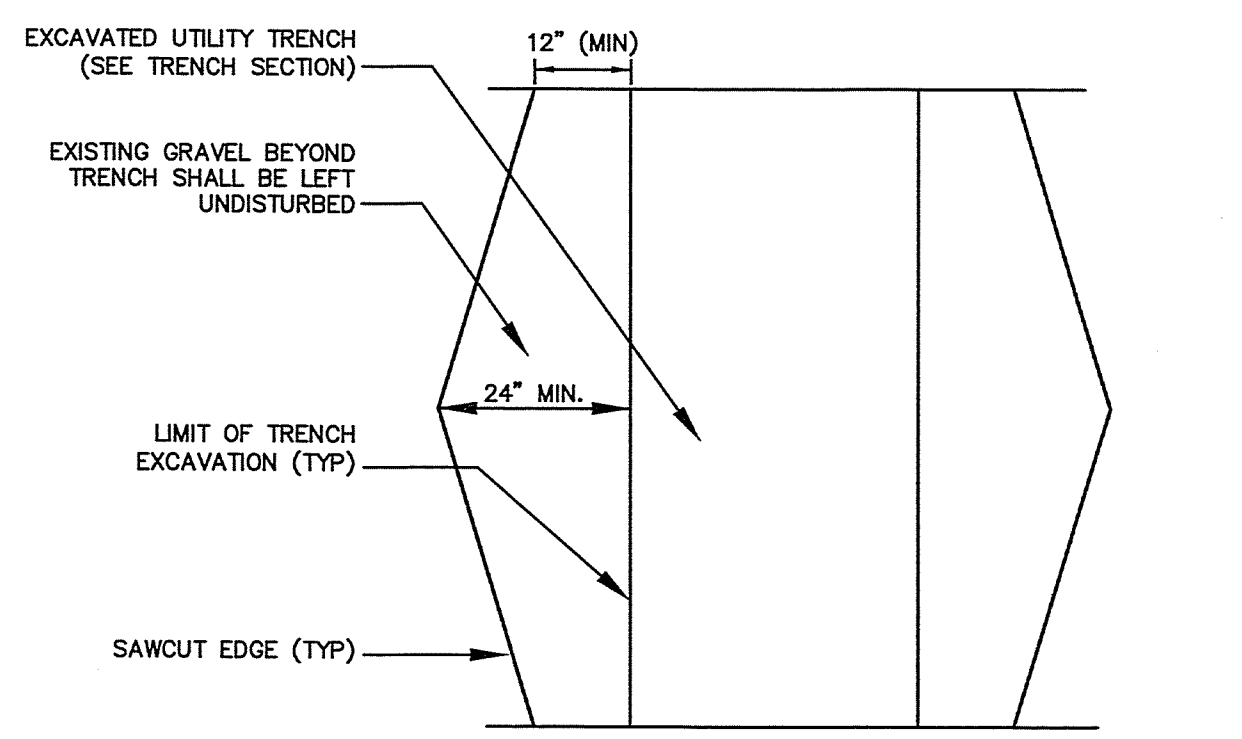 EXCAVATED UTILITY TRENCH
(SEE TRENCH SECTION)
12" (MIN)
EXISTING GRAVEL BEYOND
TRENCH SHALL BE LEFT
UNDISTURBED
24" MIN.
LIMIT OF TRENCH
EXCAVATION (TYP)
SAWCUT EDGE (TYP)